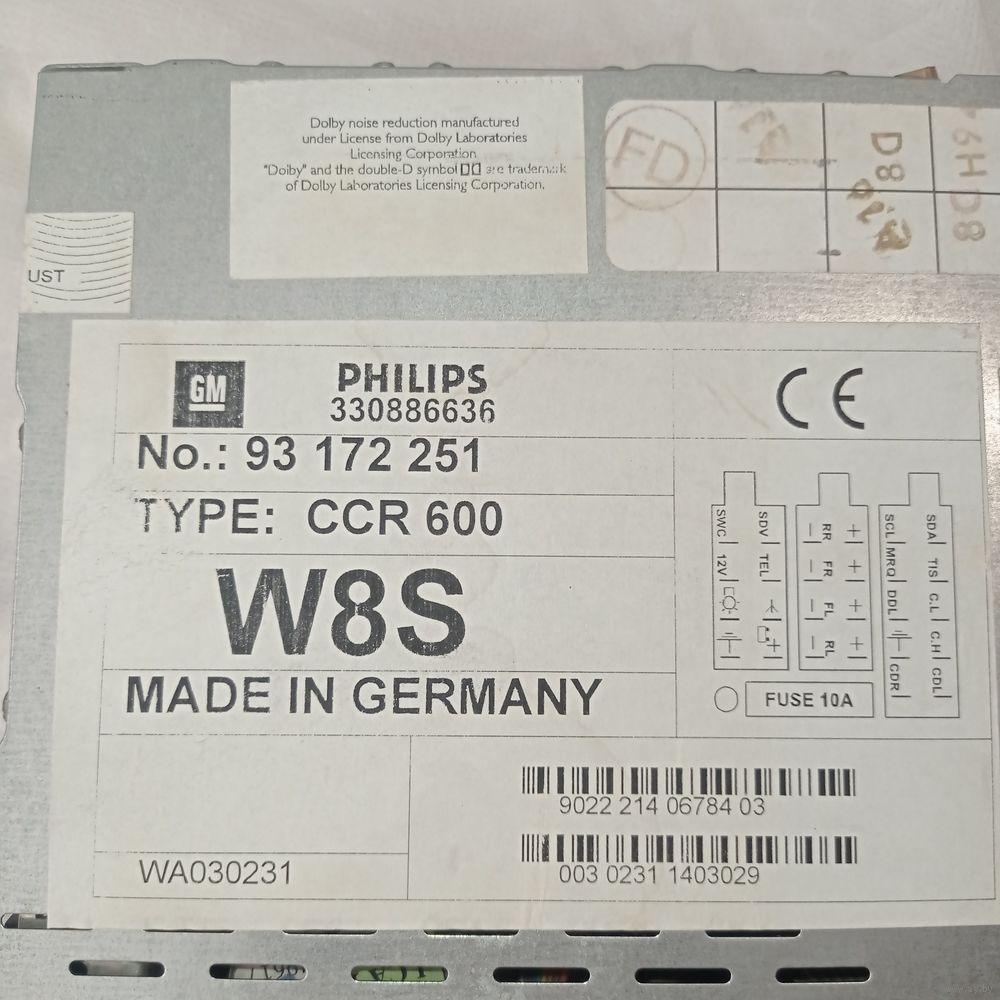 Dolby noise reduction manufactured
under License from Dolby Laboratories
Licensing Corporation
"Dolby" and the double-D symbol are trademark
of Dolby Laboratories Licensing Corporation.
FD
D8
UST
GM
PHILIPS
330886636
No.: 93 172 251
TYPE: CCR 600
W8S
MADE IN GERMANY
CE
SWC 12V
SDV TEL
RR FR FL RL
SCL MRQ DDL CDR
SDA TIS C.L C.H CDL
FUSE 10A
9022 214 06784 03
003 0231 1403029
WA030231